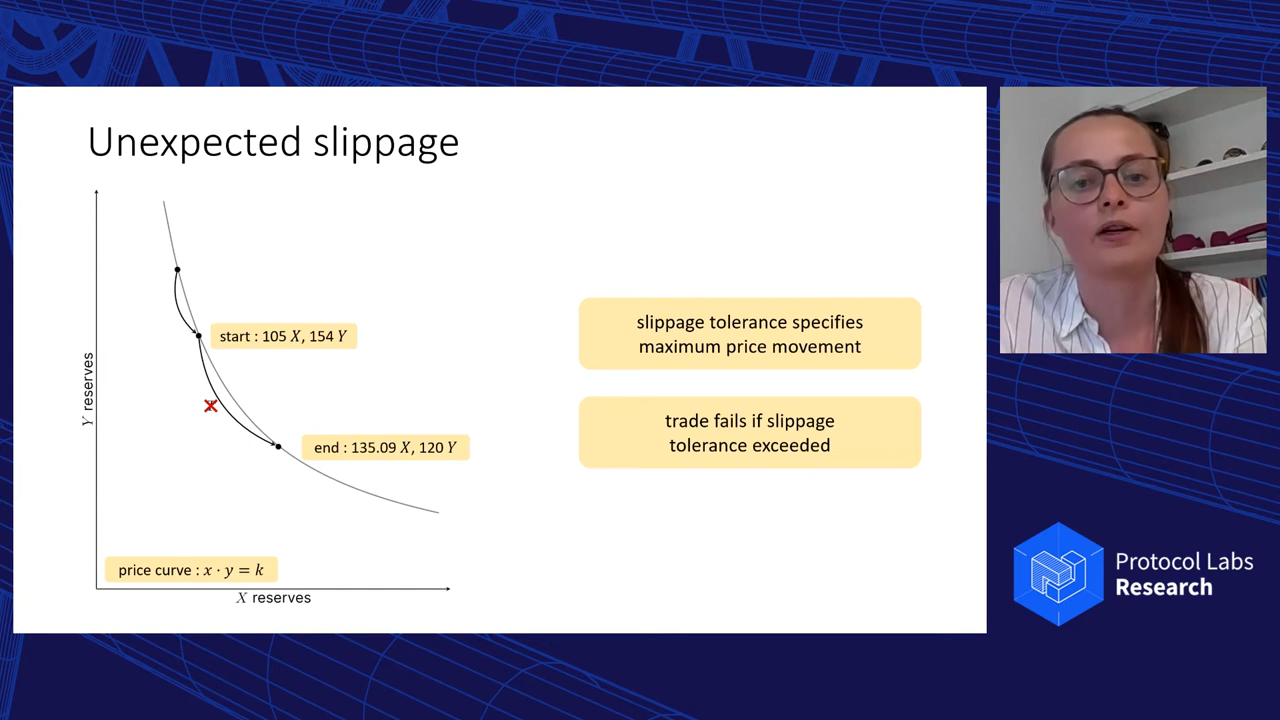 Unexpected slippage
Y reserves
start : 105 X, 154 Y
end : 135.09 X, 120 Y
price curve : x · y = k
X reserves
slippage tolerance specifies
maximum price movement
trade fails if slippage
tolerance exceeded
Protocol Labs
Research